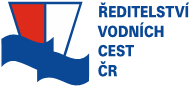 ŘEDITELSTVÍ
VODNÍCH
CEST
ČR